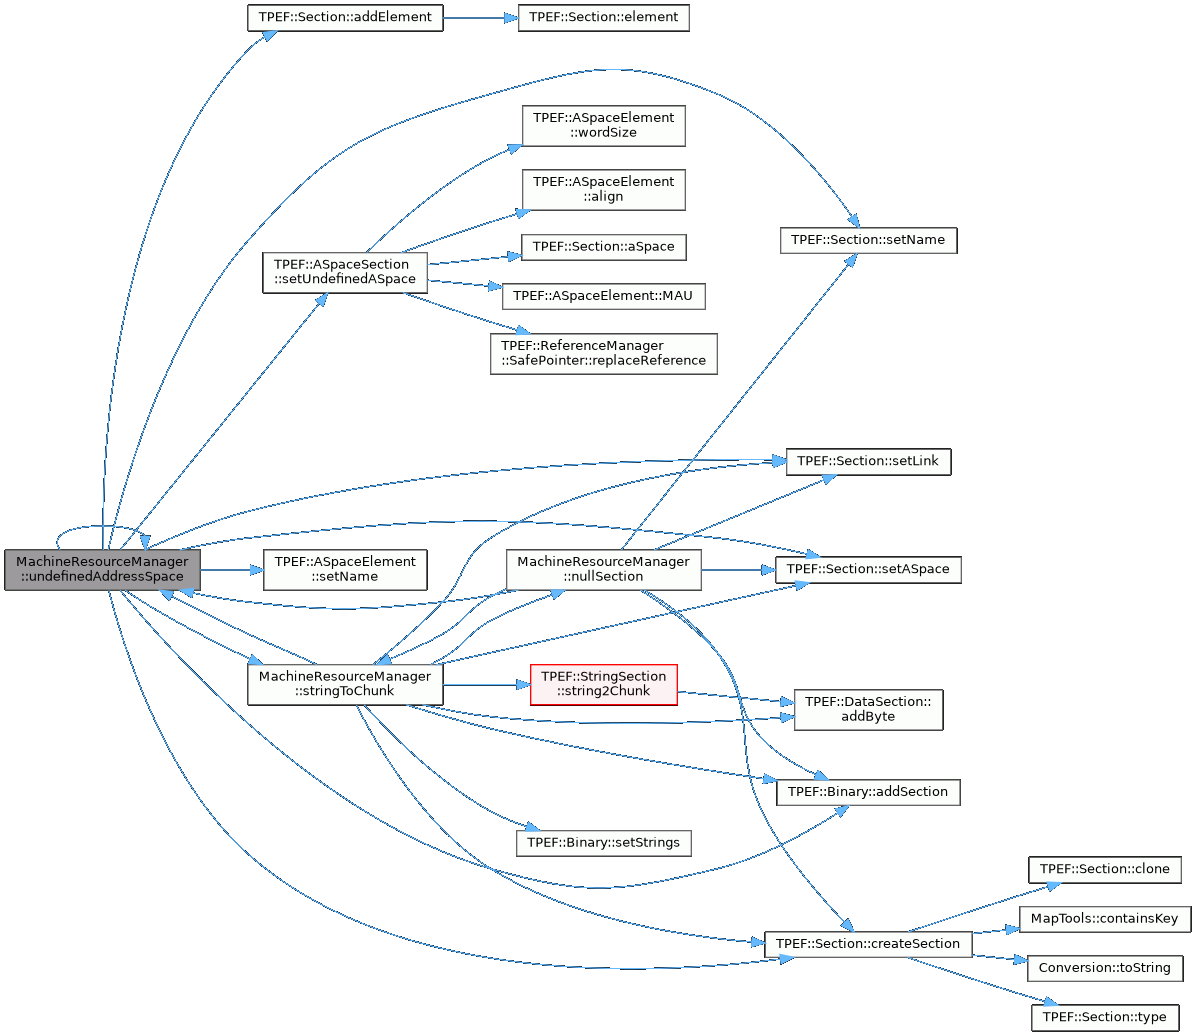 TPEF::Section::addElement
TPEF::Section::element
TPEF::ASpaceElement
::wordSize
TPEF::ASpaceElement
::align
TPEF::Section::setName
TPEF::Section::aSpace
TPEF::ASpaceSection
::setUndefinedASpace
TPEF::ASpaceElement::MAU
TPEF::ReferenceManager
::SafePointer::replaceReference
TPEF::Section::setLink
MachineResourceManager
::undefinedAddressSpace
TPEF::ASpaceElement
::setName
MachineResourceManager
::nullSection
TPEF::Section::setASpace
MachineResourceManager
::stringToChunk
TPEF::StringSection
::string2Chunk
TPEF::DataSection::
addByte
TPEF::Binary::addSection
TPEF::Binary::setStrings
TPEF::Section::clone
MapTools::containsKey
TPEF::Section::createSection
Conversion::toString
TPEF::Section::type